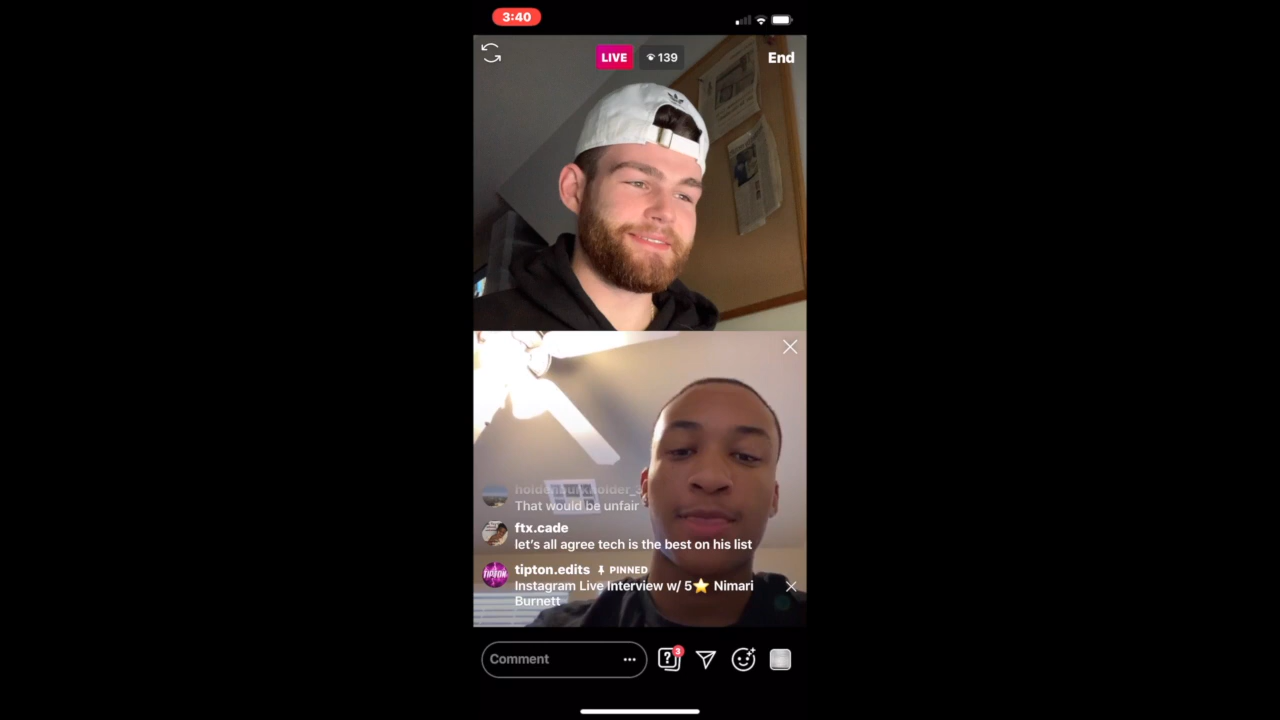 3:40
LIVE
139
End
That would be unfair
ftx.cade
let's all agree tech is the best on his list
tipton.edits PINNED
Instagram Live Interview w/ 5⭐ Nimari
Burnett
Comment
3